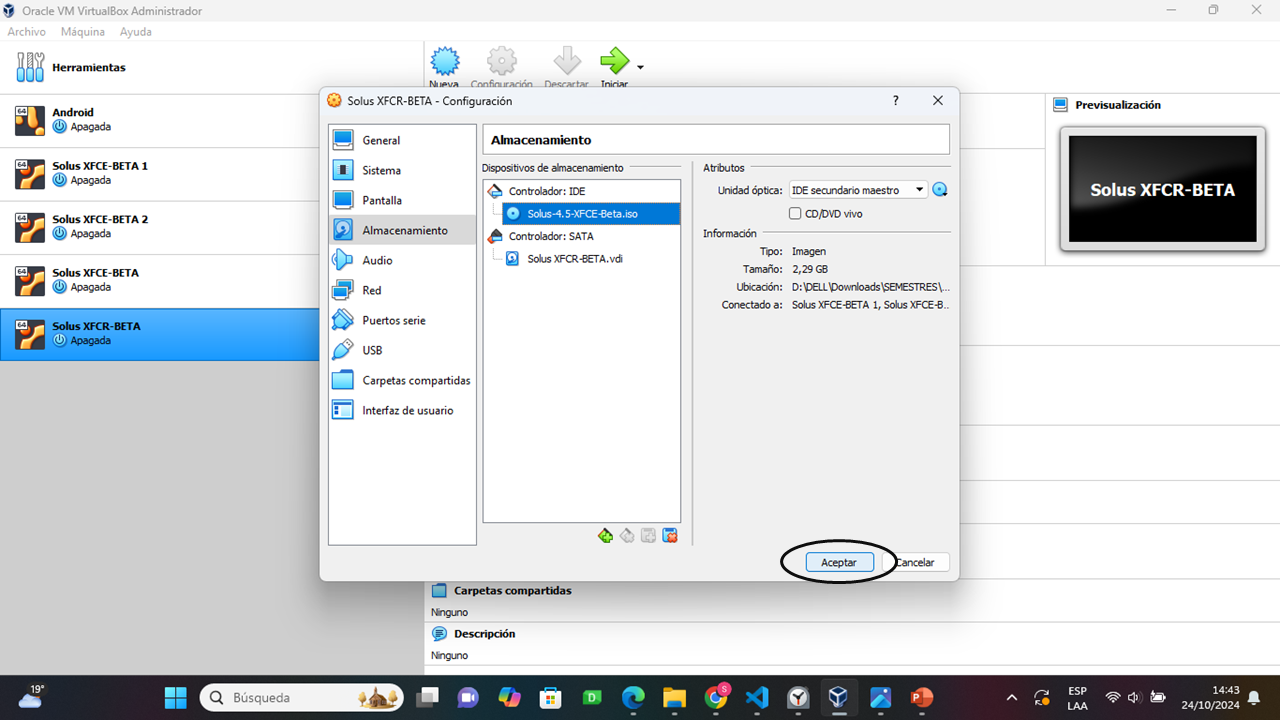 Oracle VM VirtualBox Administrador
Archivo Máquina Ayuda
Herramientas
Nueva Configuración Descartar Iniciar
64 Android
Apagada
64 Solus XFCE-BETA 1
Apagada
64 Solus XFCE-BETA 2
Apagada
64 Solus XFCE-BETA
Apagada
64 Solus XFCR-BETA
Apagada
Previsualización
Solus XFCR-BETA
Solus XFCR-BETA - Configuración ?
General
Sistema
Pantalla
Almacenamiento
Audio
Red
Puertos serie
USB
Carpetas compartidas
Interfaz de usuario
Almacenamiento
Dispositivos de almacenamiento
Controlador: IDE
Solus-4.5-XFCE-Beta.iso
Controlador: SATA
Solus XFCR-BETA.vdi
Atributos
Unidad óptica: IDE secundario maestro
CD/DVD vivo
Información
Tipo: Imagen
Tamaño: 2,29 GB
Ubicación: D:\DELL\Downloads\SEMESTRES\...
Conectado a: Solus XFCE-BETA 1, Solus XFCE-B...
Aceptar Cancelar
Carpetas compartidas
Ninguno
Descripción
Ninguno
19°
Búsqueda
D
S
P
ESP
LAA
14:43
24/10/2024